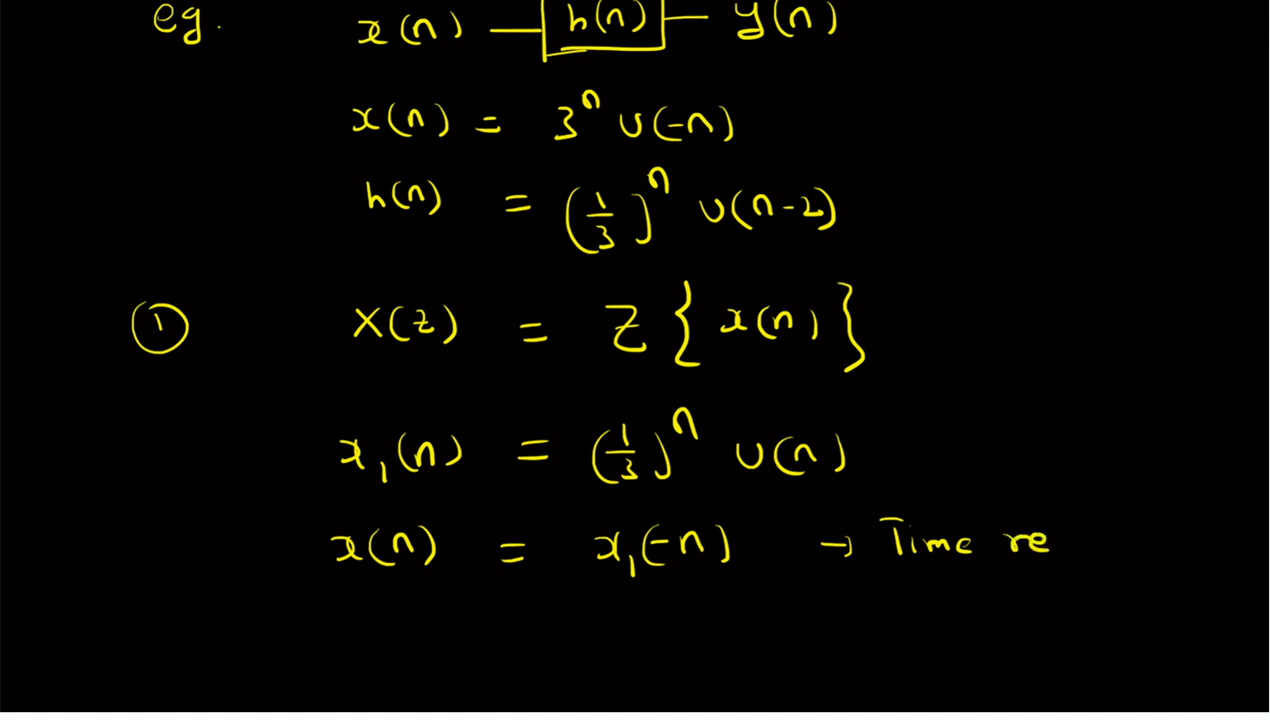 eg. x(n) — h(n) — y(n)
x(n) = 3^n u(-n)
h(n) = (1/3)^n u(n-2)
① X(z) = Z{x(n)}
x₁(n) = (1/3)^n u(n)
x(n) = x₁(-n) → Time re